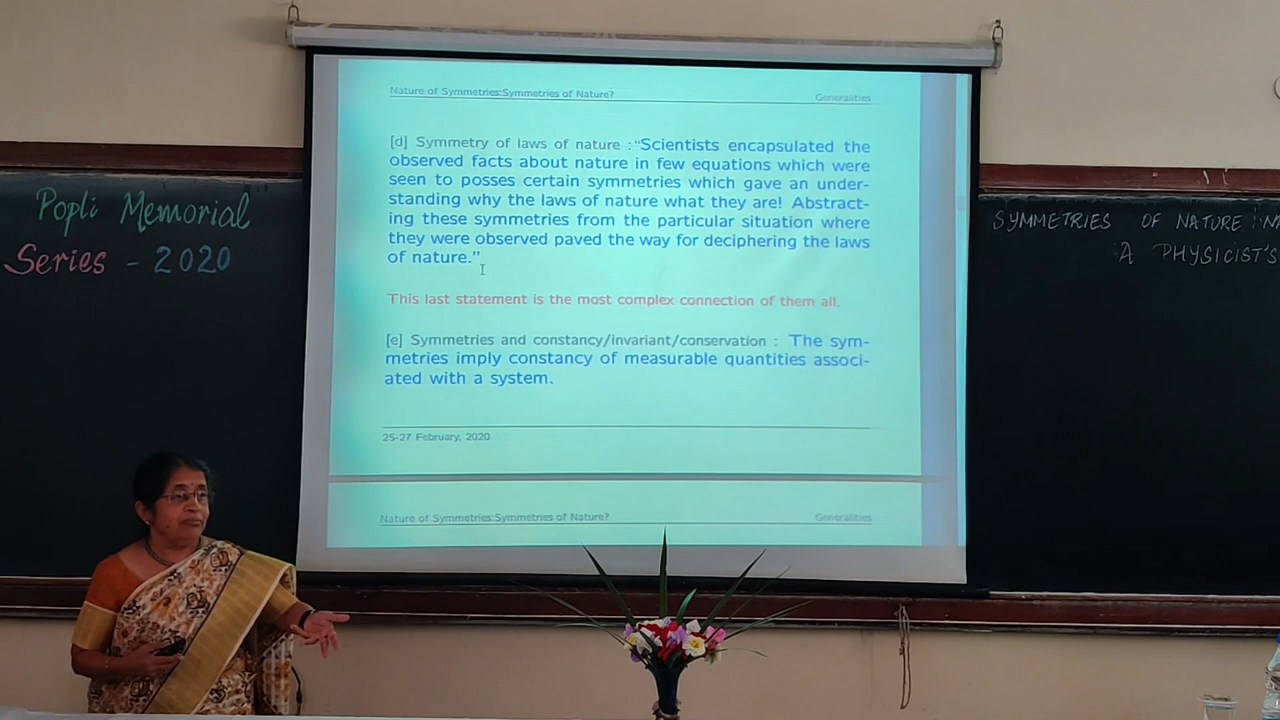 Popli Memorial
Series - 2020
Nature of Symmetries:Symmetries of Nature?
Generalities
[d] Symmetry of laws of nature :"Scientists encapsulated the
observed facts about nature in few equations which were
seen to posses certain symmetries which gave an under-
standing why the laws of nature what they are! Abstract-
ing these symmetries from the particular situation where
they were observed paved the way for deciphering the laws
of nature."
This last statement is the most complex connection of them all.
[e] Symmetries and constancy/invariant/conservation : The sym-
metries imply constancy of measurable quantities associ-
ated with a system.
25-27 February, 2020
Nature of Symmetries:Symmetries of Nature?
Generalities
SYMMETRIES OF NATURE
A PHYSICIST'S